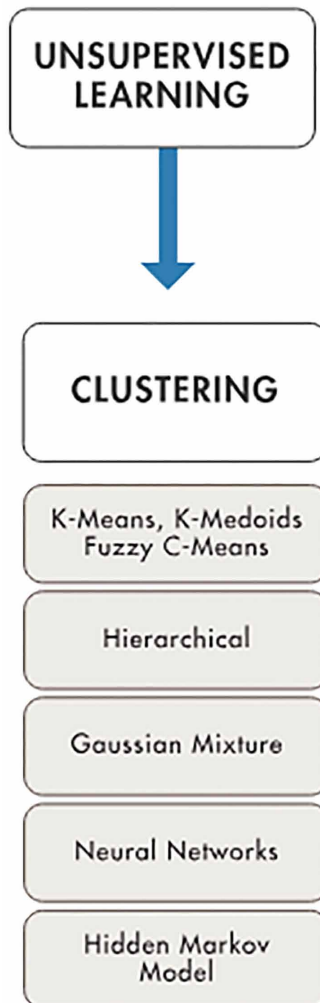 UNSUPERVISED
LEARNING
CLUSTERING
K-Means, K-Medoids
Fuzzy C-Means
Hierarchical
Gaussian Mixture
Neural Networks
Hidden Markov
Model